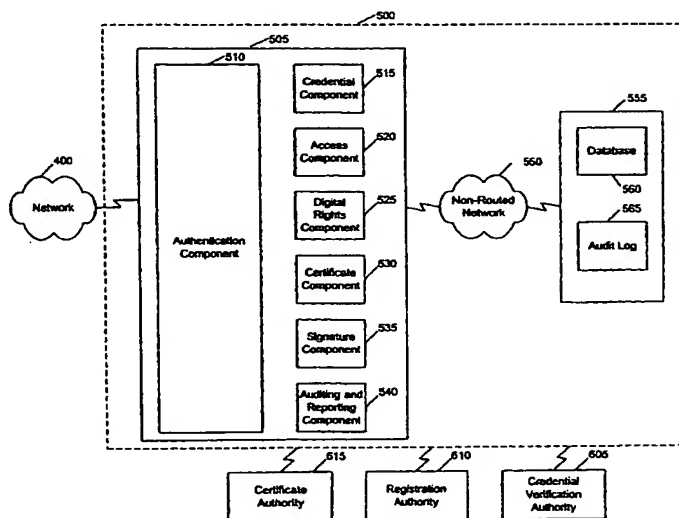 500
505
510
515
Credential
Component
520
Access
Component
400
Network
Authentication
Component
525
Digital
Rights
Component
530
Certificate
Component
535
Signature
Component
540
Auditing and
Reporting
Component
550
Non-Routed
Network
555
Database
560
565
Audit Log
615
Certificate
Authority
610
Registration
Authority
605
Credential
Verification
Authority